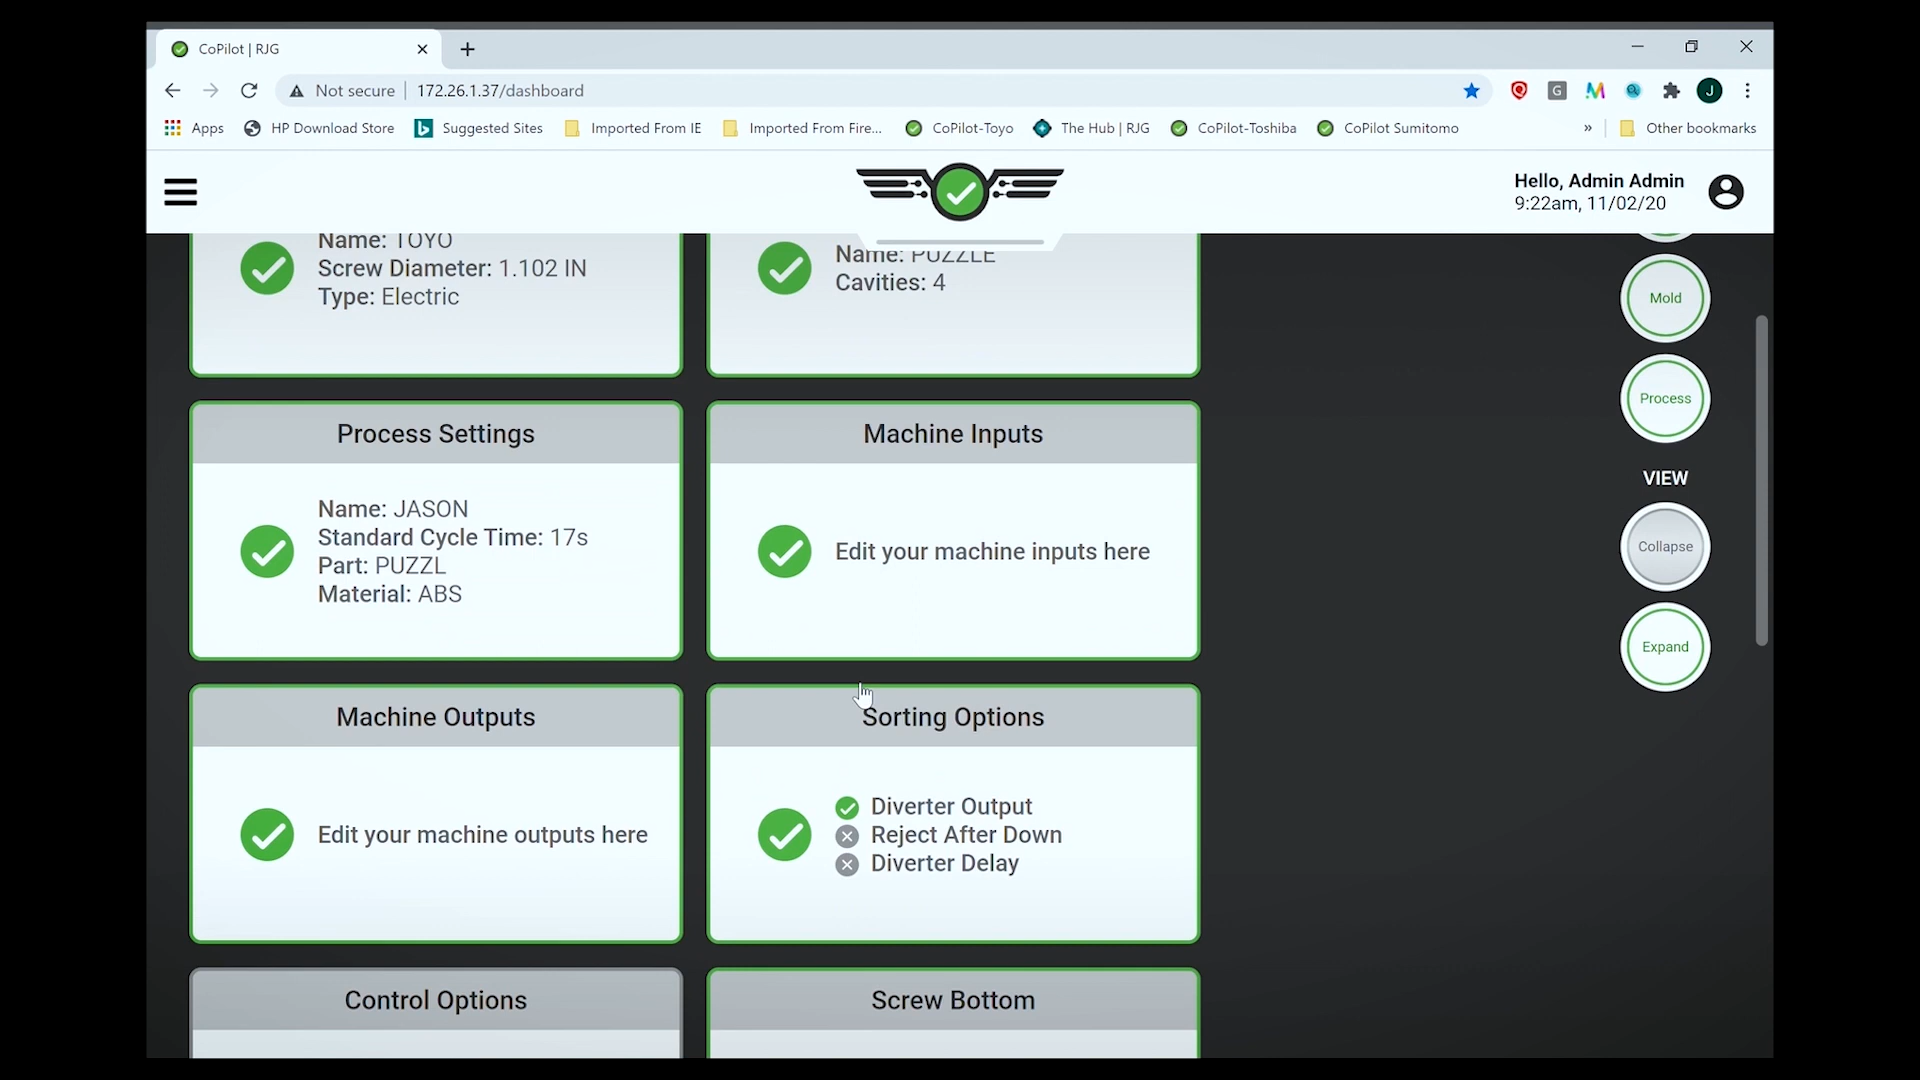 CoPilot | RJG
Not secure
172.26.1.37/dashboard
G
J
Apps
HP Download Store
Suggested Sites
Imported From IE
Imported From Fire...
CoPilot-Toyo
The Hub | RJG
CoPilot-Toshiba
CoPilot Sumitomo
»
Other bookmarks
Hello, Admin Admin
9:22am, 11/02/20
Name: TOYO
Screw Diameter: 1.102 IN
Type: Electric
Name: PUZZLE
Cavities: 4
Mold
Process
VIEW
Collapse
Expand
Process Settings
Name: JASON
Standard Cycle Time: 17s
Part: PUZZL
Material: ABS
Machine Inputs
Edit your machine inputs here
Machine Outputs
Edit your machine outputs here
Sorting Options
Diverter Output
Reject After Down
Diverter Delay
Control Options
Screw Bottom